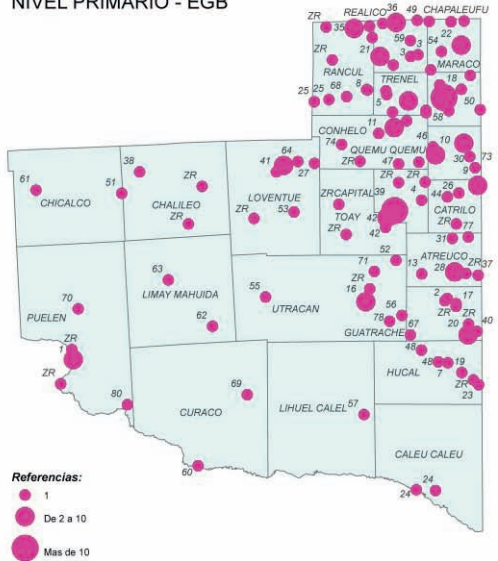 NIVEL PRIMARIO - EGB
ZR 35 REALICO 36 49 CHAPALEUFU
59 54 22
ZR 21 3 3 MARACO
RANCUL TRENEL 18
25 25 68 8 5 58 50
CONHELO 11
74 QUEMU QUEMU 46 10 73
ZR 47 30 9
64 41 27
61 38 51 ZR
CHICALCO CHALILEO LOVENTUE
ZR ZR 53
ZRCAPITAL 39 ZR ZR 4 26 44
TOAY 42 42 CATRILO
ZR ZR 77
31
52 ATREUCO
63 71 13 28 ZR 37
LIMAY MAHUIDA 55 16 2 17
70 UTRACAN ZR ZR
PUELEN 62 78 56 20 40
GUATRACHE 67
ZR 1 48
ZR HUCAL 48 19
7 ZR
80 69 23
CURACO LIHUEL CALEL 57
CALEU CALEU
60 24 24
Referencias:
1
De 2 a 10
Mas de 10